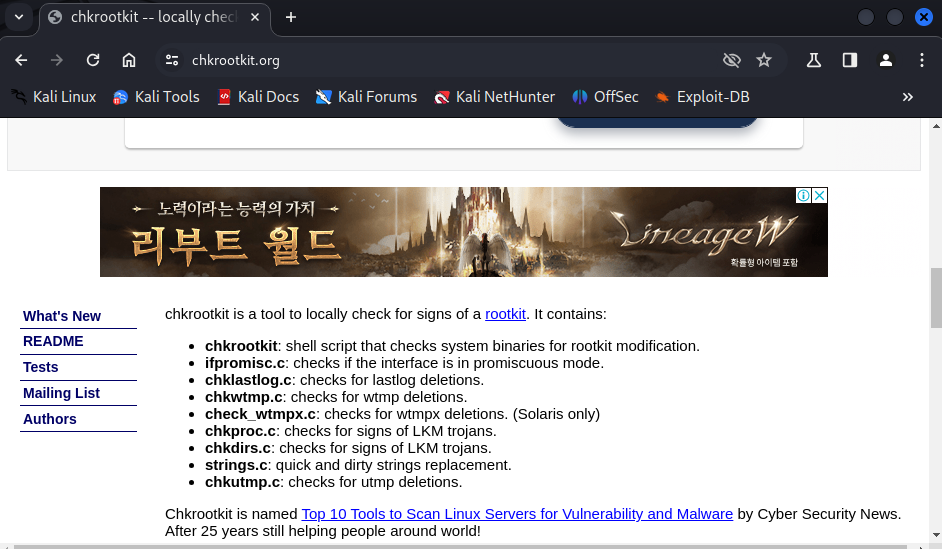 chkrootkit -- locally chec
chkrootkit.org
Kali Linux Kali Tools Kali Docs Kali Forums Kali NetHunter OffSec Exploit-DB
노력이라는 능력의 가치
리부트 월드
LineageW
확률형 아이템 포함
What's New
README
Tests
Mailing List
Authors
chkrootkit is a tool to locally check for signs of a rootkit. It contains:
chkrootkit: shell script that checks system binaries for rootkit modification.
ifpromisc.c: checks if the interface is in promiscuous mode.
chklastlog.c: checks for lastlog deletions.
chkwtmp.c: checks for wtmp deletions.
check_wtmpx.c: checks for wtmpx deletions. (Solaris only)
chkproc.c: checks for signs of LKM trojans.
chkdirs.c: checks for signs of LKM trojans.
strings.c: quick and dirty strings replacement.
chkutmp.c: checks for utmp deletions.
Chkrootkit is named Top 10 Tools to Scan Linux Servers for Vulnerability and Malware by Cyber Security News.
After 25 years still helping people around world!